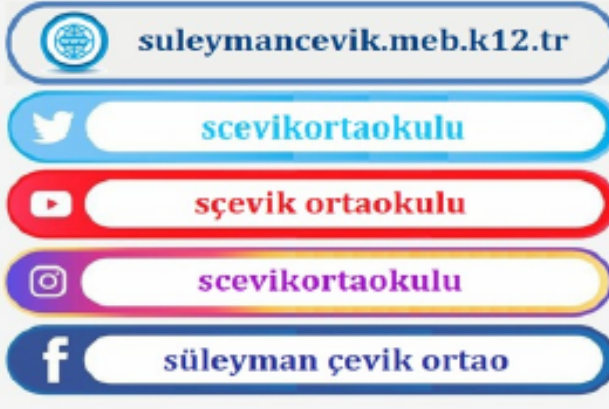 suleymancevik.meb.k12.tr
scevikortaokulu
sçevik ortaokulu
scevikortaokulu
süleyman çevik ortao